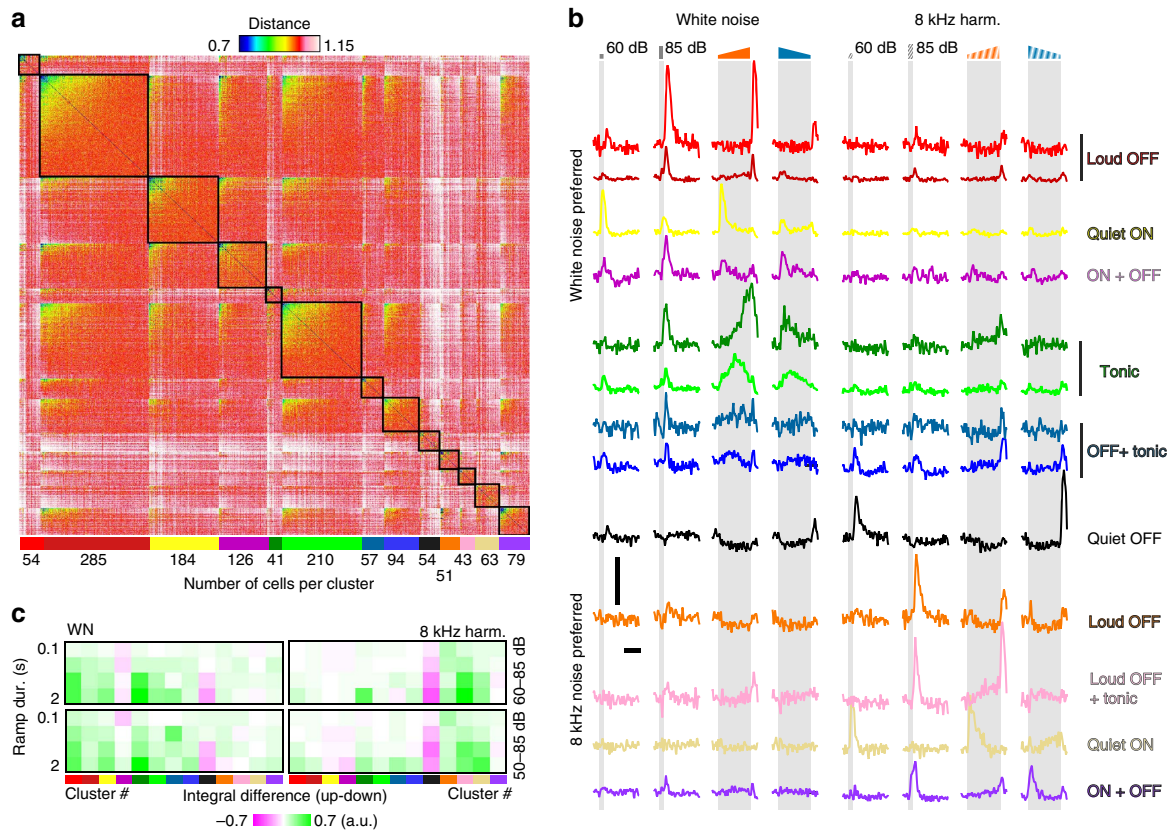 a
Distance
0.7 1.15
54 285 184 126 41 210 57 94 54 51 43 63 79
Number of cells per cluster
b
White noise 8 kHz harm.
60 dB 85 dB 60 dB 85 dB
White noise preferred
Loud OFF
Quiet ON
ON + OFF
Tonic
OFF+ tonic
8 kHz noise preferred
Quiet OFF
Loud OFF
Loud OFF
+ tonic
Quiet ON
ON + OFF
c
WN 8 kHz harm.
Ramp dur. (s)
0.1
2
60–85 dB
0.1
2
50–85 dB
Cluster # Integral difference (up-down) Cluster #
–0.7 0.7 (a.u.)